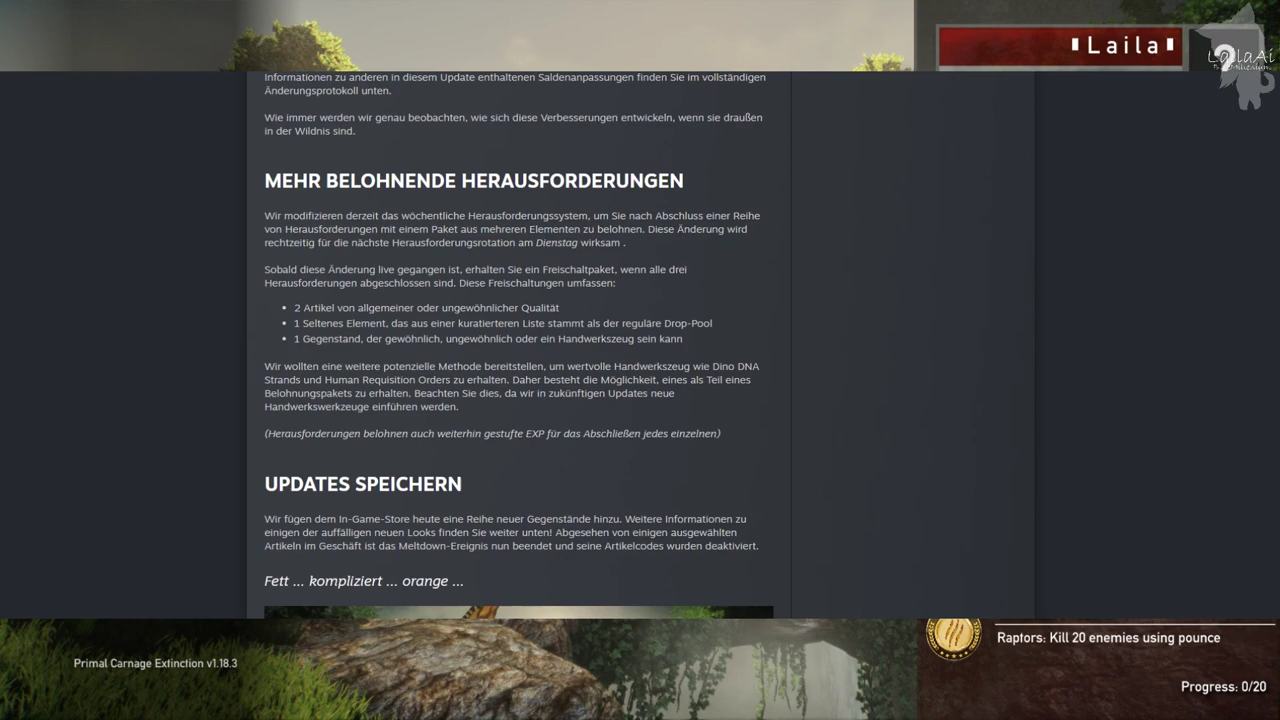 Laila
LailaAi
Informationen zu anderen in diesem Update enthaltenen Saldenanpassungen finden Sie im vollständigen
Änderungsprotokoll unten.
Wie immer werden wir genau beobachten, wie sich diese Verbesserungen entwickeln, wenn sie draußen
in der Wildnis sind.
MEHR BELOHNENDE HERAUSFORDERUNGEN
Wir modifizieren derzeit das wöchentliche Herausforderungssystem, um Sie nach Abschluss einer Reihe
von Herausforderungen mit einem Paket aus mehreren Elementen zu belohnen. Diese Änderung wird
rechtzeitig für die nächste Herausforderungsrotation am Dienstag wirksam .
Sobald diese Änderung live gegangen ist, erhalten Sie ein Freischaltpaket, wenn alle drei
Herausforderungen abgeschlossen sind. Diese Freischaltungen umfassen:
• 2 Artikel von allgemeiner oder ungewöhnlicher Qualität
• 1 Seltenes Element, das aus einer kuratierteren Liste stammt als der reguläre Drop-Pool
• 1 Gegenstand, der gewöhnlich, ungewöhnlich oder ein Handwerkszeug sein kann
Wir wollten eine weitere potenzielle Methode bereitstellen, um wertvolle Handwerkszeug wie Dino DNA
Strands und Human Requisition Orders zu erhalten. Daher besteht die Möglichkeit, eines als Teil eines
Belohnungspakets zu erhalten. Beachten Sie dies, da wir in zukünftigen Updates neue
Handwerkswerkzeuge einführen werden.
(Herausforderungen belohnen auch weiterhin gestufte EXP für das Abschließen jedes einzelnen)
UPDATES SPEICHERN
Wir fügen dem In-Game-Store heute eine Reihe neuer Gegenstände hinzu. Weitere Informationen zu
einigen der auffälligen neuen Looks finden Sie weiter unten! Abgesehen von einigen ausgewählten
Artikeln im Geschäft ist das Meltdown-Ereignis nun beendet und seine Artikelcodes wurden deaktiviert.
Fett ... kompliziert ... orange ...
Raptors: Kill 20 enemies using pounce
Primal Carnage Extinction v1.18.3
Progress: 0/20